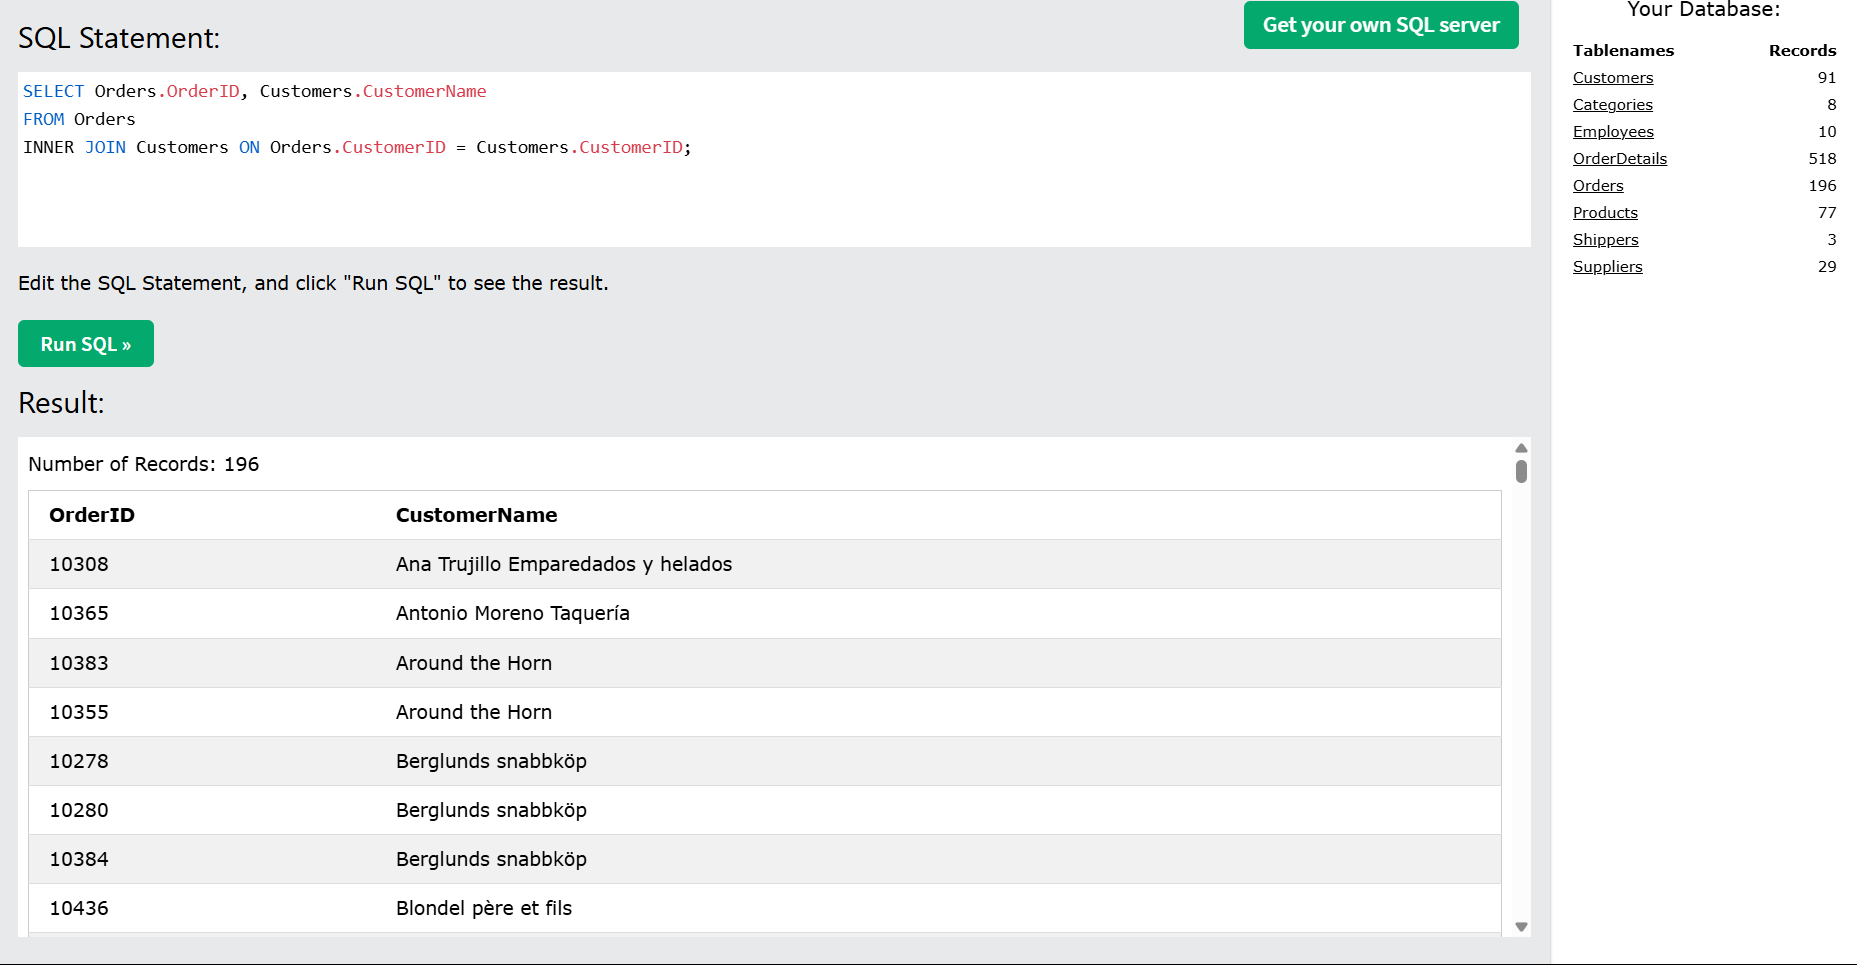 SQL Statement:
Get your own SQL server
SELECT Orders.OrderID, Customers.CustomerName
FROM Orders
INNER JOIN Customers ON Orders.CustomerID = Customers.CustomerID;
Edit the SQL Statement, and click "Run SQL" to see the result.
Run SQL »
Result:
Number of Records: 196
OrderID CustomerName
10308 Ana Trujillo Emparedados y helados
10365 Antonio Moreno Taquería
10383 Around the Horn
10355 Around the Horn
10278 Berglunds snabbköp
10280 Berglunds snabbköp
10384 Berglunds snabbköp
10436 Blondel père et fils
Your Database:
Tablenames Records
Customers 91
Categories 8
Employees 10
OrderDetails 518
Orders 196
Products 77
Shippers 3
Suppliers 29